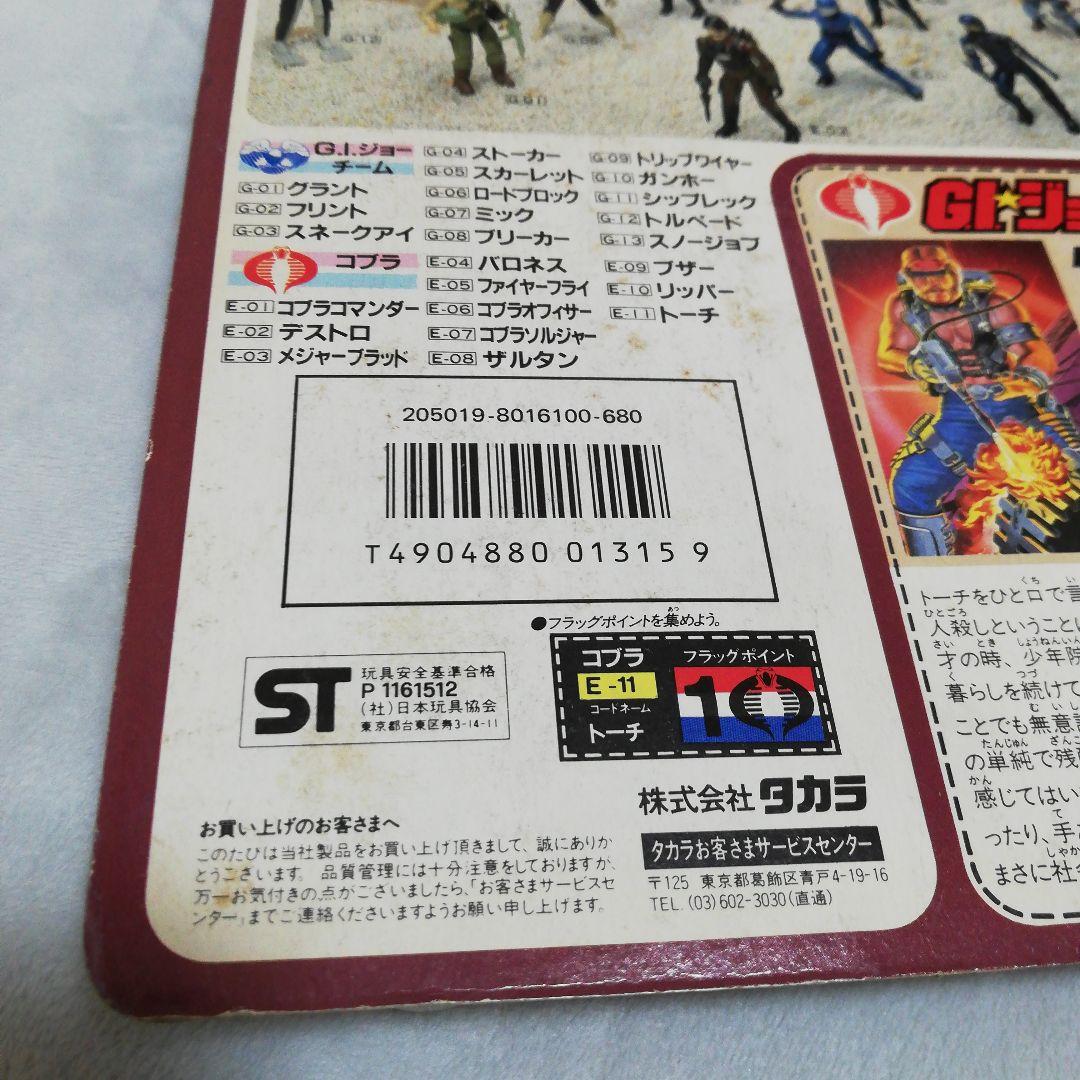 G-12
G-11
G.I.ジョー
チーム
G-01 グラント
G-02 フリント
G-03 スネークアイ
G-04 ストーカー
G-05 スカーレット
G-06 ロードブロック
G-07 ミック
G-08 ブリーカー
G-09 トリップワイヤー
G-10 ガンホー
G-11 シップレック
G-12 トルペード
G-13 スノージョブ
コブラ
E-01 コブラコマンダー
E-02 デストロ
E-03 メジャーブラッド
E-04 バロネス
E-05 ファイヤーフライ
E-06 コブラオフィサー
E-07 コブラソルジャー
E-08 ザルタン
E-09 ブザー
E-10 リッパー
E-11 トーチ
205019-8016100-680
T4904880 01315 9
●フラッグポイントを集めよう。
コブラ
E-11
コードネーム
トーチ
フラッグポイント
10
ST
玩具安全基準合格
P 1161512
(社)日本玩具協会
東京都台東区寿3-14-11
株式会社 タカラ
タカラお客さまサービスセンター
〒125 東京都葛飾区青戸4-19-16
TEL.(03)602-3030(直通)
お買い上げのお客さまへ
このたびは当社製品をお買い上げ頂きまして、誠にありが
とうございます。品質管理には十分注意をしておりますが、
万一お気付きの点がございましたら、「お客さまサービスセ
ンター」までご連絡くださいますようお願い申し上げます。
G.I.ジョ
トーチをひと口で言
人殺しということに
才の時、少年院
暮らしを続けて
ことでも無意
の単純で残
感じてはい
ったり、手
まさに社